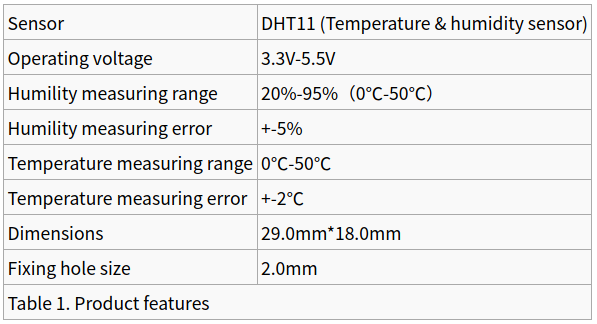 Sensor DHT11 (Temperature & humidity sensor)
Operating voltage 3.3V-5.5V
Humility measuring range 20%-95%（0℃-50℃）
Humility measuring error +-5%
Temperature measuring range 0℃-50℃
Temperature measuring error +-2℃
Dimensions 29.0mm*18.0mm
Fixing hole size 2.0mm
Table 1. Product features